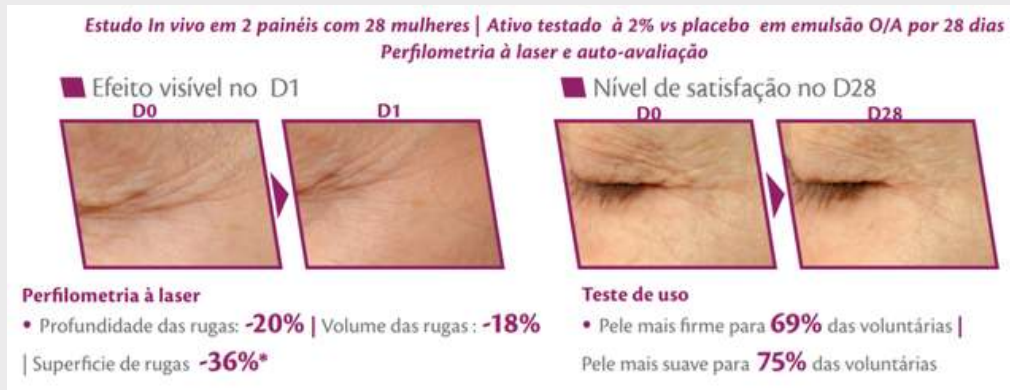 Estudo In vivo em 2 painéis com 28 mulheres | Ativo testado à 2% vs placebo em emulsão O/A por 28 dias
Perfilometria à laser e auto-avaliação
Efeito visível no D1
D0
D1
Perfilometria à laser
• Profundidade das rugas: -20% | Volume das rugas : -18%
| Superficie de rugas -36%*
Nível de satisfação no D28
D0
D28
Teste de uso
• Pele mais firme para 69% das voluntárias |
Pele mais suave para 75% das voluntárias